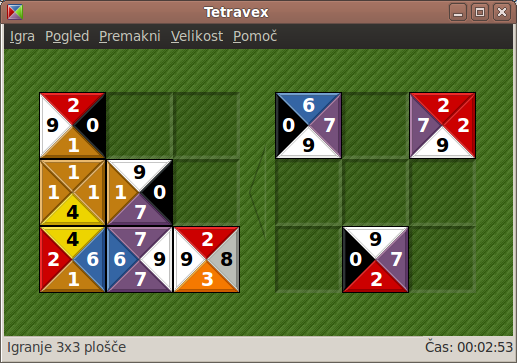 Tetravex
Igra Pogled Premakni Velikost Pomoč
2 6 2
9 0 0 7 7 2
1 9 9
1 9
1 1 1 0
4 7
4 7 2 9
2 6 6 9 9 8 0 7
1 7 3 2
Igranje 3x3 plošče Čas: 00:02:53